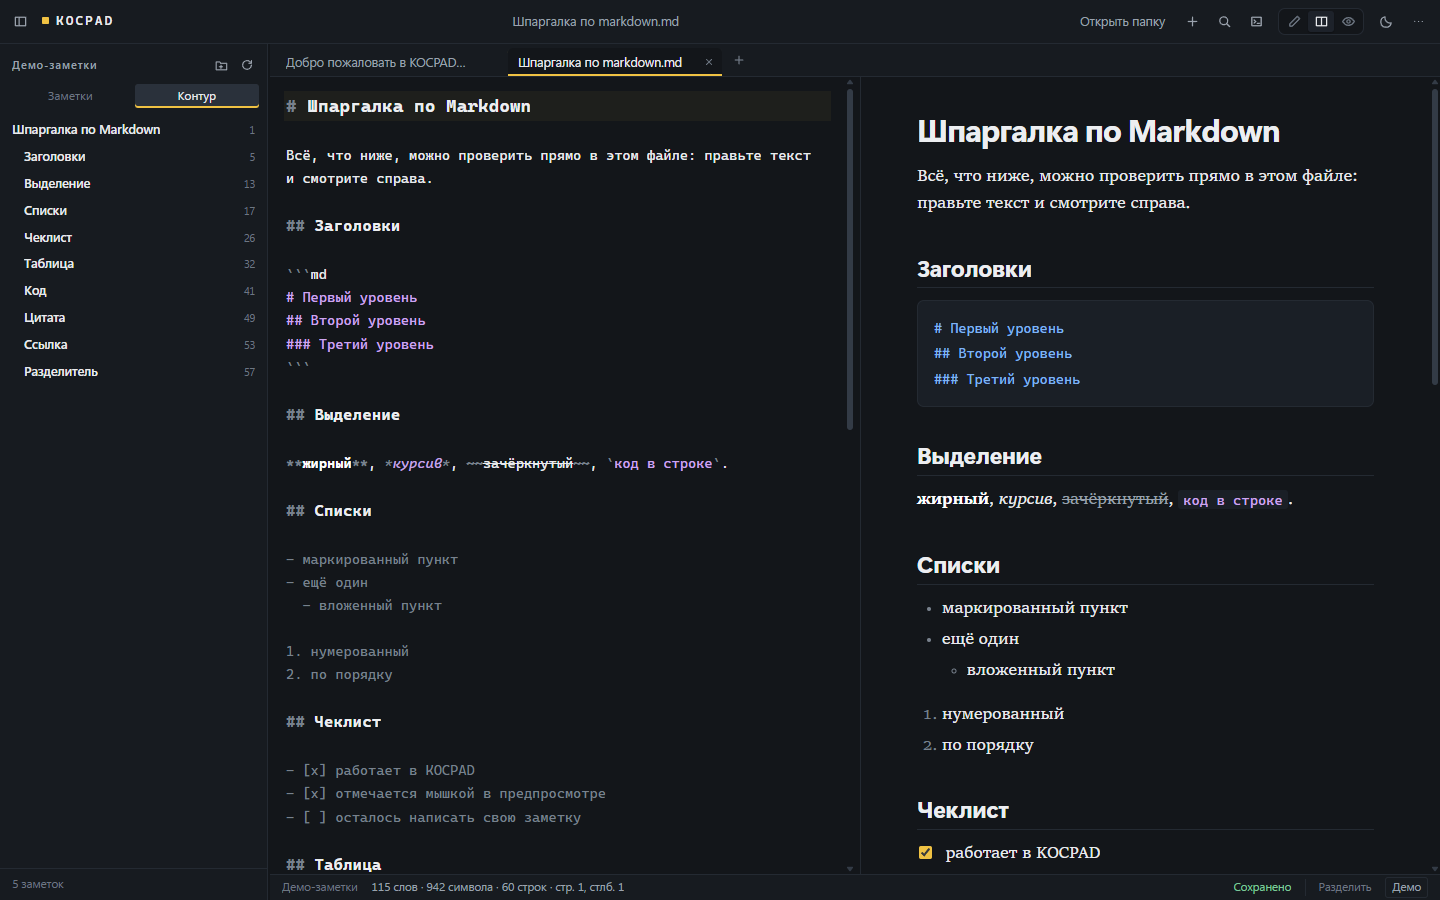 КОСPAD
Шпаргалка по markdown.md
Открыть папку
Демо-заметки
Заметки
Контур
Шпаргалка по Markdown 1
Заголовки 5
Выделение 13
Списки 17
Чеклист 26
Таблица 32
Код 41
Цитата 49
Ссылка 53
Разделитель 57
5 заметок
Добро пожаловать в КОСPAD...
Шпаргалка по markdown.md
# Шпаргалка по Markdown
Всё, что ниже, можно проверить прямо в этом файле: правьте текст
и смотрите справа.
## Заголовки
```md
# Первый уровень
## Второй уровень
### Третий уровень
```
## Выделение
**жирный**, *курсив*, ~~зачёркнутый~~, `код в строке`.
## Списки
- маркированный пункт
- ещё один
- вложенный пункт
1. нумерованный
2. по порядку
## Чеклист
- [x] работает в КОСPAD
- [x] отмечается мышкой в предпросмотре
- [ ] осталось написать свою заметку
## Таблица
Шпаргалка по Markdown
Всё, что ниже, можно проверить прямо в этом файле:
правьте текст и смотрите справа.
Заголовки
# Первый уровень
## Второй уровень
### Третий уровень
Выделение
жирный, курсив, зачёркнутый, код в строке.
Списки
• маркированный пункт
• ещё один
◦ вложенный пункт
1. нумерованный
2. по порядку
Чеклист
работает в КОСPAD
Демо-заметки
115 слов · 942 символа · 60 строк · стр. 1, стлб. 1
Сохранено
Разделить
Демо